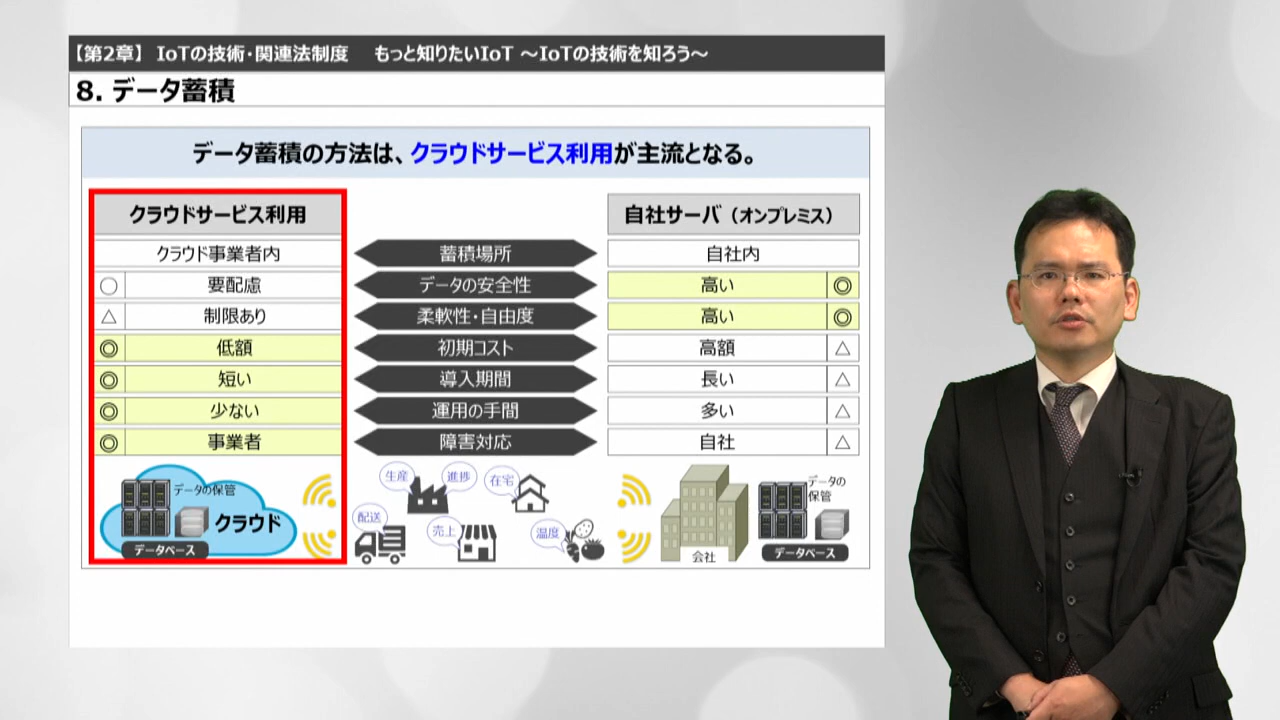 【第2章】 IoTの技術・関連法制度 もっと知りたいIoT ～IoTの技術を知ろう～
8. データ蓄積
データ蓄積の方法は、クラウドサービス利用が主流となる。
クラウドサービス利用 自社サーバ（オンプレミス）
クラウド事業者内 蓄積場所 自社内
○ 要配慮 データの安全性 高い ◎
△ 制限あり 柔軟性・自由度 高い ◎
◎ 低額 初期コスト 高額 △
◎ 短い 導入期間 長い △
◎ 少ない 運用の手間 多い △
◎ 事業者 障害対応 自社 △
データの保管
クラウド
データベース
生産
進捗
在宅
配送
売上
温度
会社
データの
保管
データベース